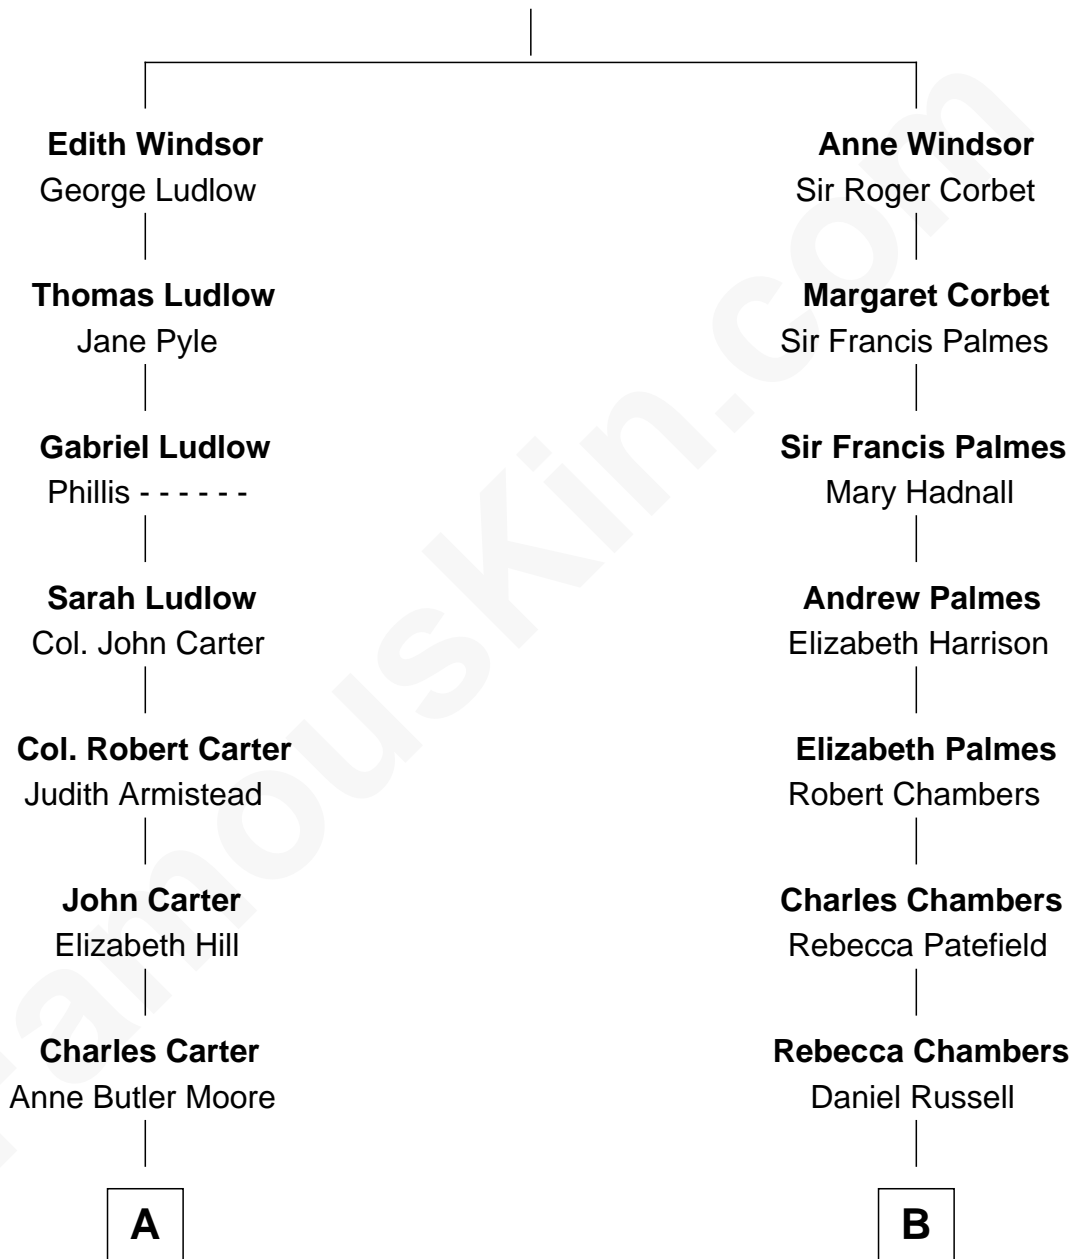 Edith Windsor
George Ludlow
Thomas Ludlow
Jane Pyle
Gabriel Ludlow
Phillis - - - - - -
Sarah Ludlow
Col. John Carter
Col. Robert Carter
Judith Armistead
John Carter
Elizabeth Hill
Charles Carter
Anne Butler Moore
A
Anne Windsor
Sir Roger Corbet
Margaret Corbet
Sir Francis Palmes
Sir Francis Palmes
Mary Hadnall
Andrew Palmes
Elizabeth Harrison
Elizabeth Palmes
Robert Chambers
Charles Chambers
Rebecca Patefield
Rebecca Chambers
Daniel Russell
B
FamousKin.com